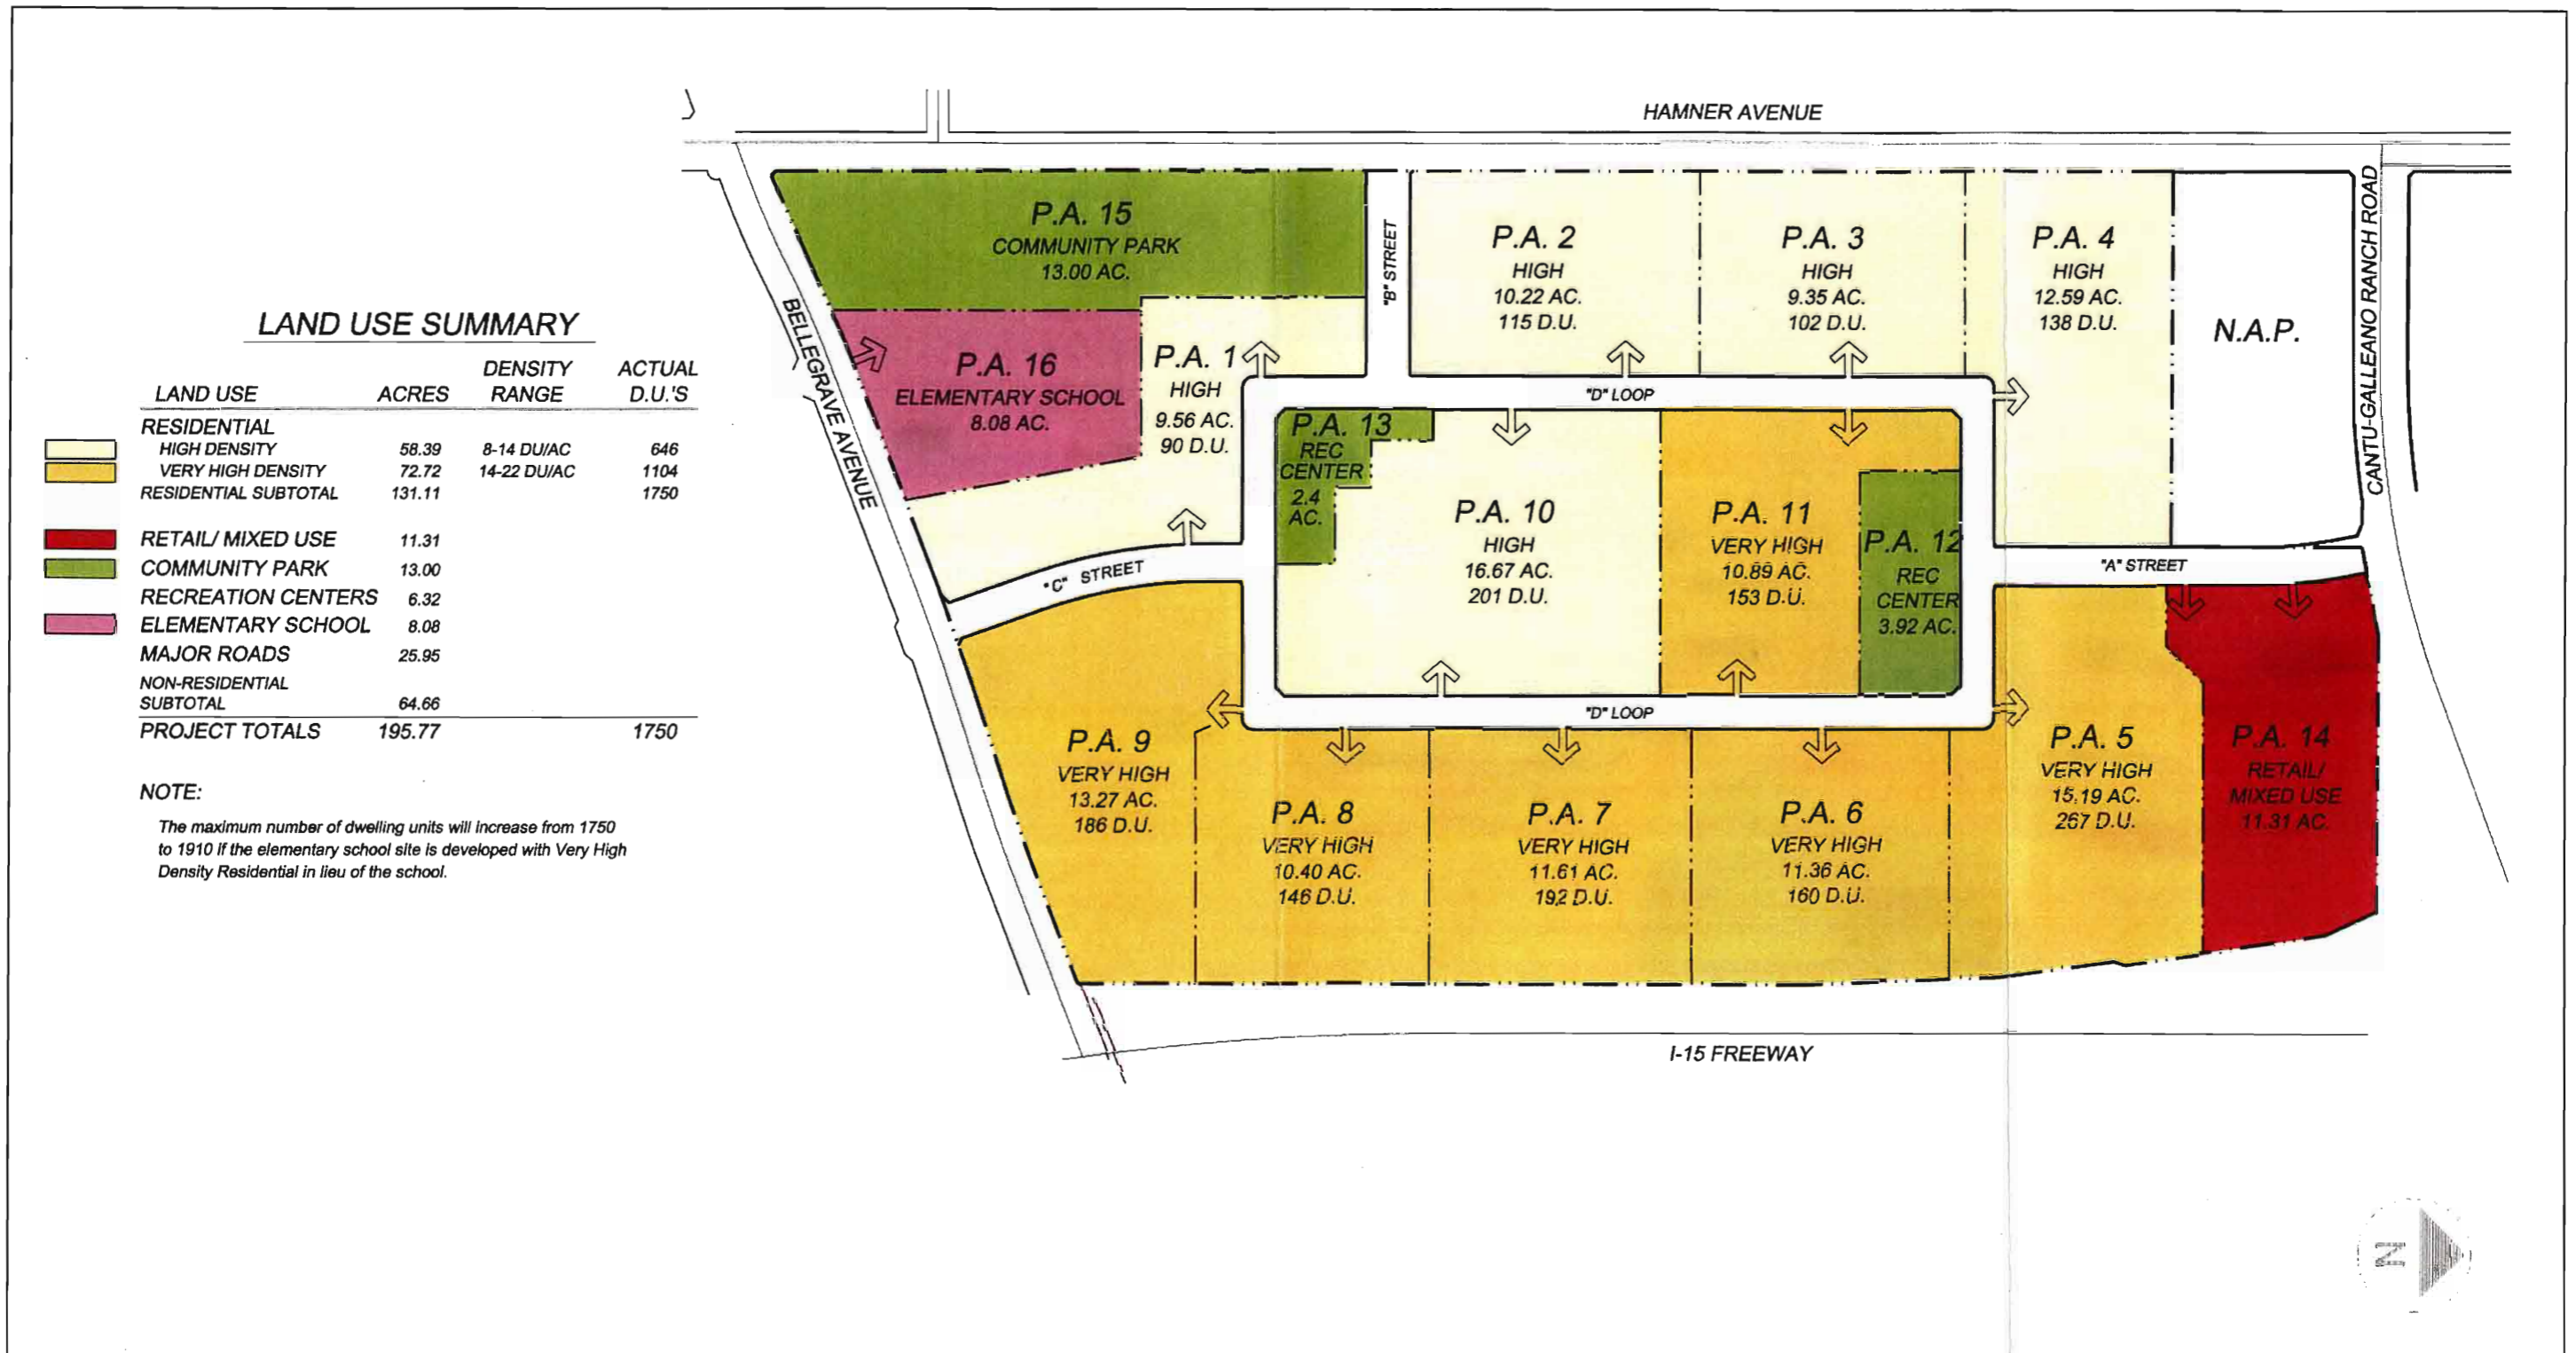 HAMNER AVENUE
BELLEGRAVE AVENUE
CANTU-GALLEANO RANCH ROAD
I-15 FREEWAY
"A" STREET
"B" STREET
"C" STREET
"D" LOOP
"D" LOOP
LAND USE SUMMARY
LAND USE ACRES DENSITY RANGE ACTUAL D.U.'S
RESIDENTIAL
HIGH DENSITY 58.39 8-14 DU/AC 646
VERY HIGH DENSITY 72.72 14-22 DU/AC 1104
RESIDENTIAL SUBTOTAL 131.11 1750
RETAIL/ MIXED USE 11.31
COMMUNITY PARK 13.00
RECREATION CENTERS 6.32
ELEMENTARY SCHOOL 8.08
MAJOR ROADS 25.95
NON-RESIDENTIAL
SUBTOTAL 64.66
PROJECT TOTALS 195.77 1750
NOTE:
The maximum number of dwelling units will increase from 1750
to 1910 if the elementary school site is developed with Very High
Density Residential in lieu of the school.
P.A. 15
COMMUNITY PARK
13.00 AC.
P.A. 16
ELEMENTARY SCHOOL
8.08 AC.
P.A. 1
HIGH
9.56 AC.
90 D.U.
P.A. 2
HIGH
10.22 AC.
115 D.U.
P.A. 3
HIGH
9.35 AC.
102 D.U.
P.A. 4
HIGH
12.59 AC.
138 D.U.
N.A.P.
P.A. 13
REC
CENTER
2.4
AC.
P.A. 10
HIGH
16.67 AC.
201 D.U.
P.A. 11
VERY HIGH
10.89 AC.
153 D.U.
P.A. 12
REC
CENTER
3.92 AC.
P.A. 9
VERY HIGH
13.27 AC.
186 D.U.
P.A. 8
VERY HIGH
10.40 AC.
146 D.U.
P.A. 7
VERY HIGH
11.61 AC.
192 D.U.
P.A. 6
VERY HIGH
11.36 AC.
160 D.U.
P.A. 5
VERY HIGH
15.19 AC.
267 D.U.
P.A. 14
RETAIL/
MIXED USE
11.31 AC.
N